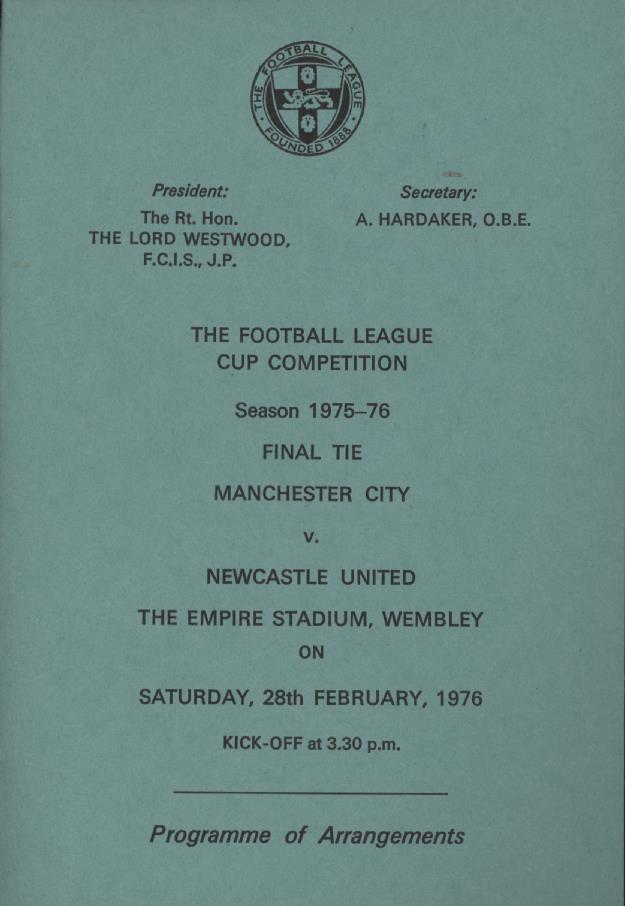 THE FOOTBALL LEAGUE
· FOUNDED 1888 ·
President:
The Rt. Hon.
THE LORD WESTWOOD,
F.C.I.S., J.P.
Secretary:
A. HARDAKER, O.B.E.
THE FOOTBALL LEAGUE
CUP COMPETITION
Season 1975–76
FINAL TIE
MANCHESTER CITY
v.
NEWCASTLE UNITED
THE EMPIRE STADIUM, WEMBLEY
ON
SATURDAY, 28th FEBRUARY, 1976
KICK-OFF at 3.30 p.m.
Programme of Arrangements